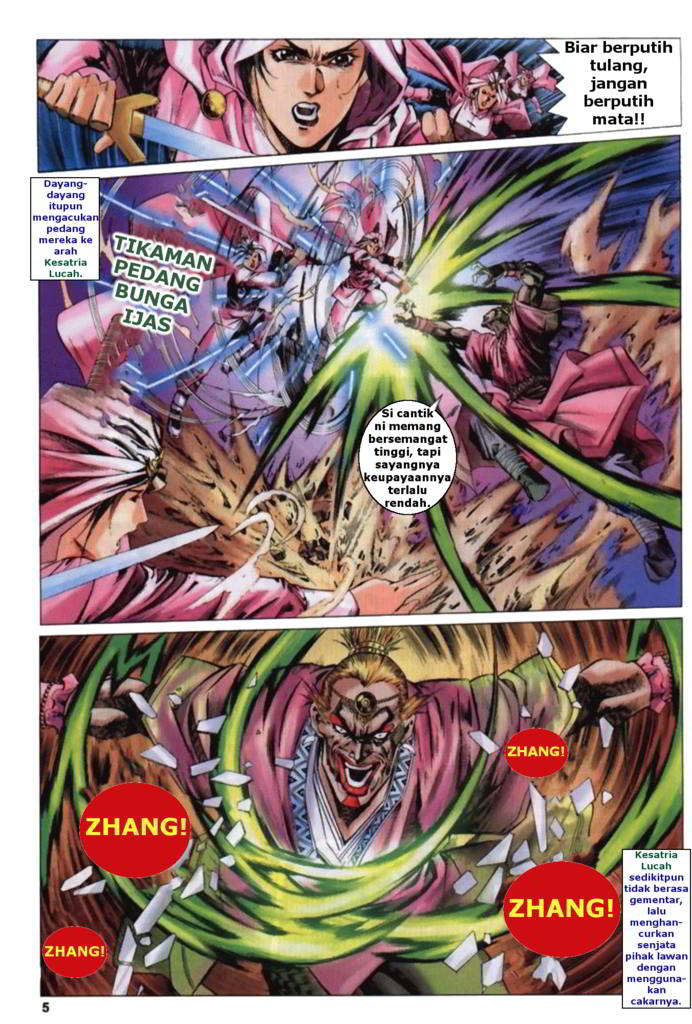 Biar berputih
tulang,
jangan
berputih
mata!!
Dayang-
dayang
itupun
mengacukan
pedang
mereka ke
arah
Kesatria
Lucah.
TIKAMAN
PEDANG
BUNGA
IJAS
Si cantik
ni memang
bersemangat
tinggi, tapi
sayangnya
keupayaannya
terlalu
rendah.
ZHANG!
ZHANG!
ZHANG!
ZHANG!
Kesatria
Lucah
sedikitpun
tidak berasa
gementar,
lalu
menghan-
curkan
senjata
pihak lawan
dengan
mengguna-
kan
cakarnya.
5